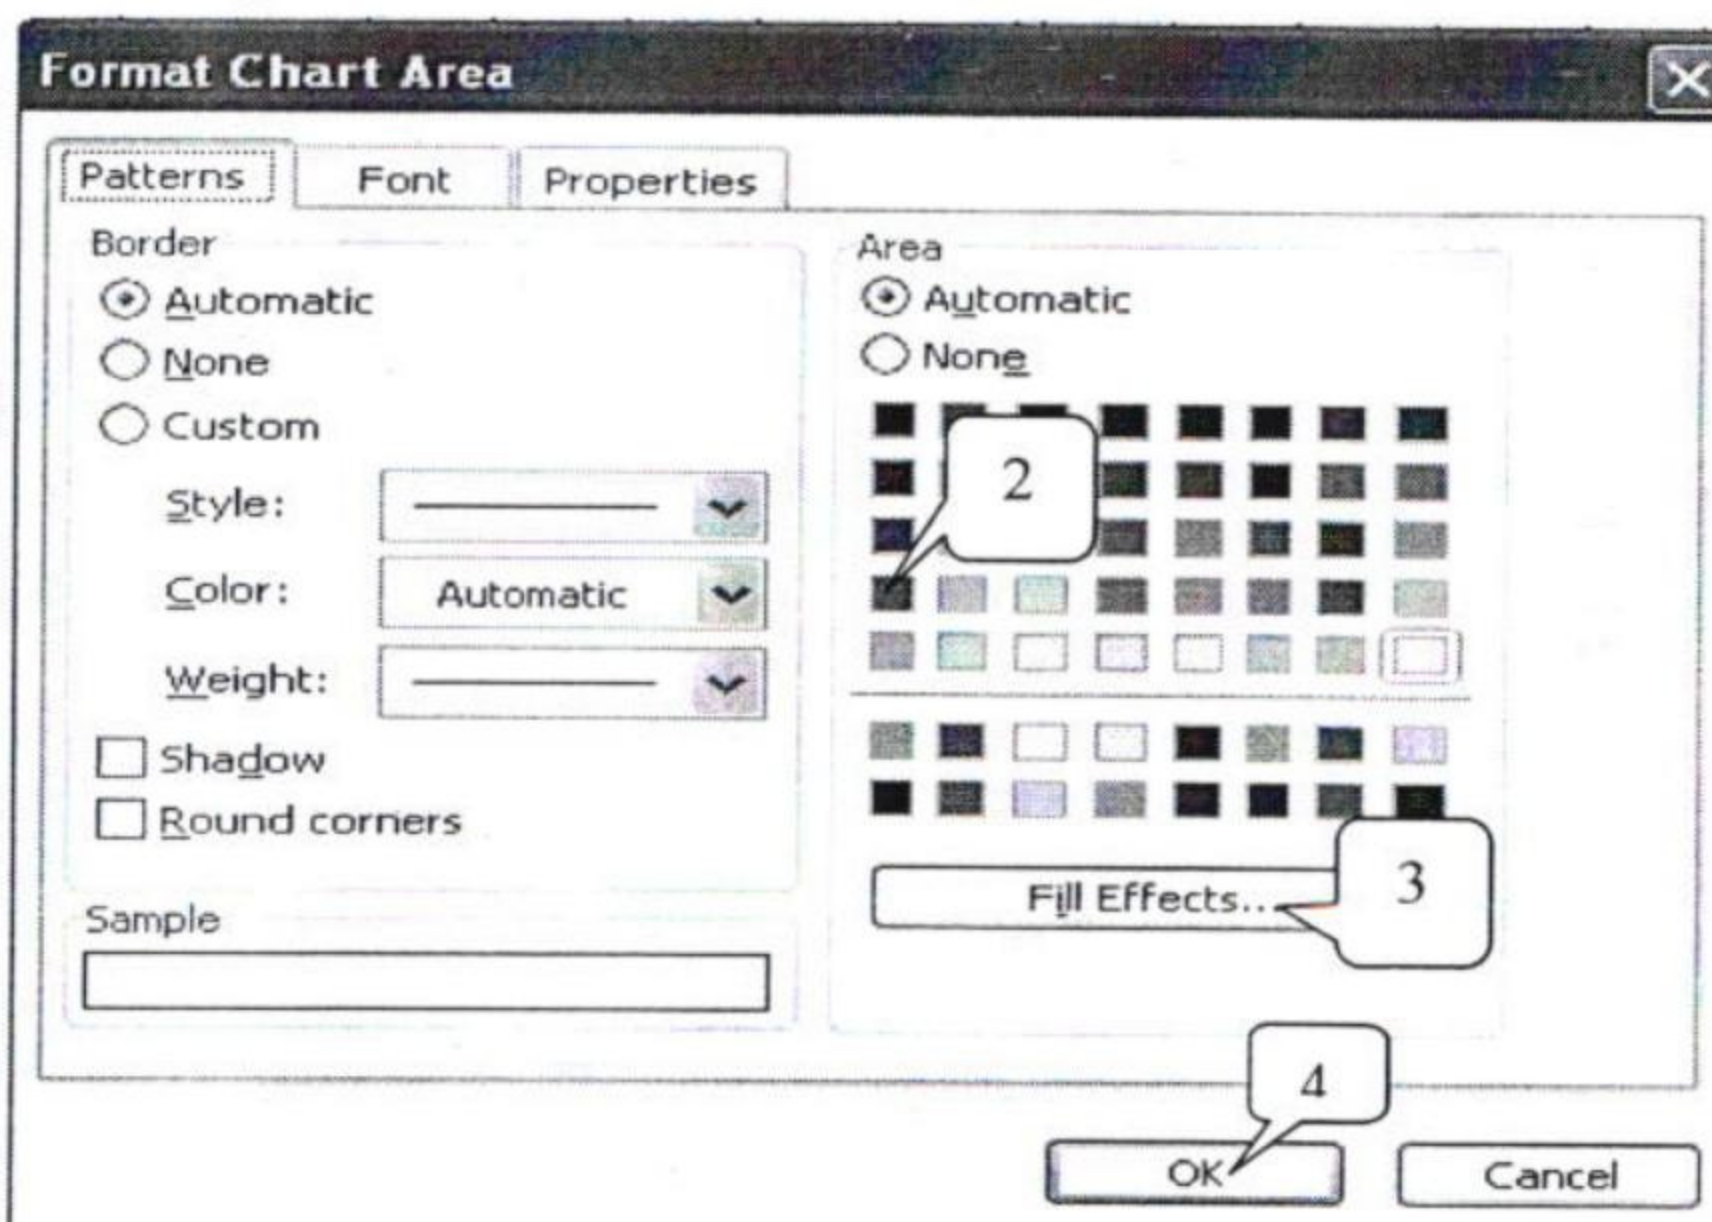 Format Chart Area
Patterns
Font
Properties
Border
Automatic
None
Custom
Style:
Color:
Automatic
Weight:
Shadow
Round corners
Sample
Area
Automatic
None
2
Fill Effects...
3
4
OK
Cancel